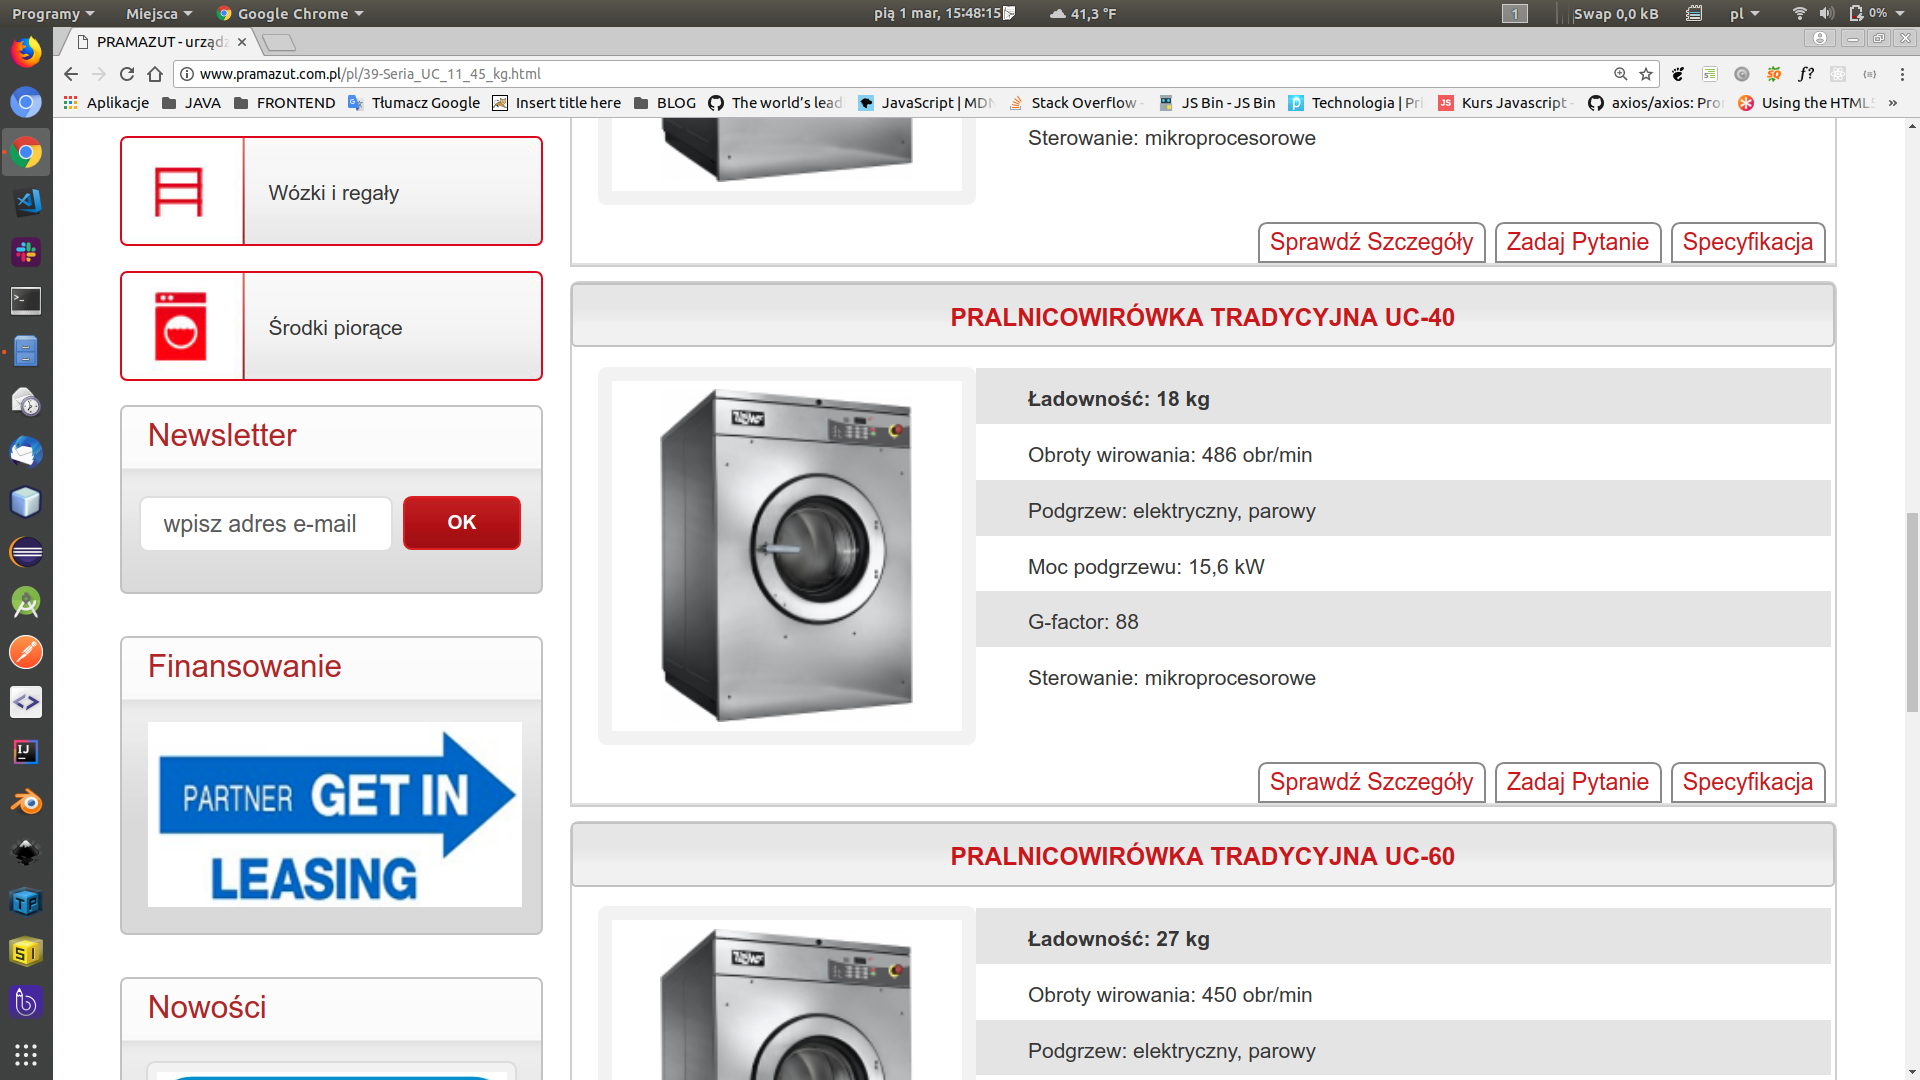 Programy
Miejsca
Google Chrome
pią 1 mar, 15:48:15
41,3 °F
1
Swap 0,0 kB
pl
0%
PRAMAZUT - urządz
www.pramazut.com.pl/pl/39-Seria_UC_11_45_kg.html
Aplikacje
JAVA
FRONTEND
Tłumacz Google
Insert title here
BLOG
The world's lead
JavaScript | MDN
Stack Overflow -
JS Bin - JS Bin
Technologia | Pri
Kurs Javascript -
axios/axios: Pro
Using the HTML5
»
Wózki i regały
Środki piorące
Newsletter
wpisz adres e-mail
OK
Finansowanie
PARTNER GET IN
LEASING
Nowości
Sterowanie: mikroprocesorowe
Sprawdź Szczegóły
Zadaj Pytanie
Specyfikacja
PRALNICOWIRÓWKA TRADYCYJNA UC-40
Ładowność: 18 kg
Obroty wirowania: 486 obr/min
Podgrzew: elektryczny, parowy
Moc podgrzewu: 15,6 kW
G-factor: 88
Sterowanie: mikroprocesorowe
Sprawdź Szczegóły
Zadaj Pytanie
Specyfikacja
PRALNICOWIRÓWKA TRADYCYJNA UC-60
Ładowność: 27 kg
Obroty wirowania: 450 obr/min
Podgrzew: elektryczny, parowy